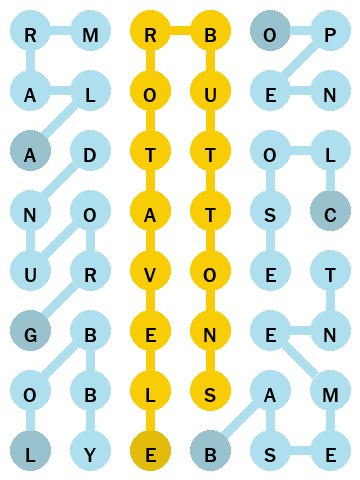 R M R B O P
A L O U E N
A D T T O L
N O A T S C
U R V O E T
G B E N E N
O B L S A M
L Y E B S E